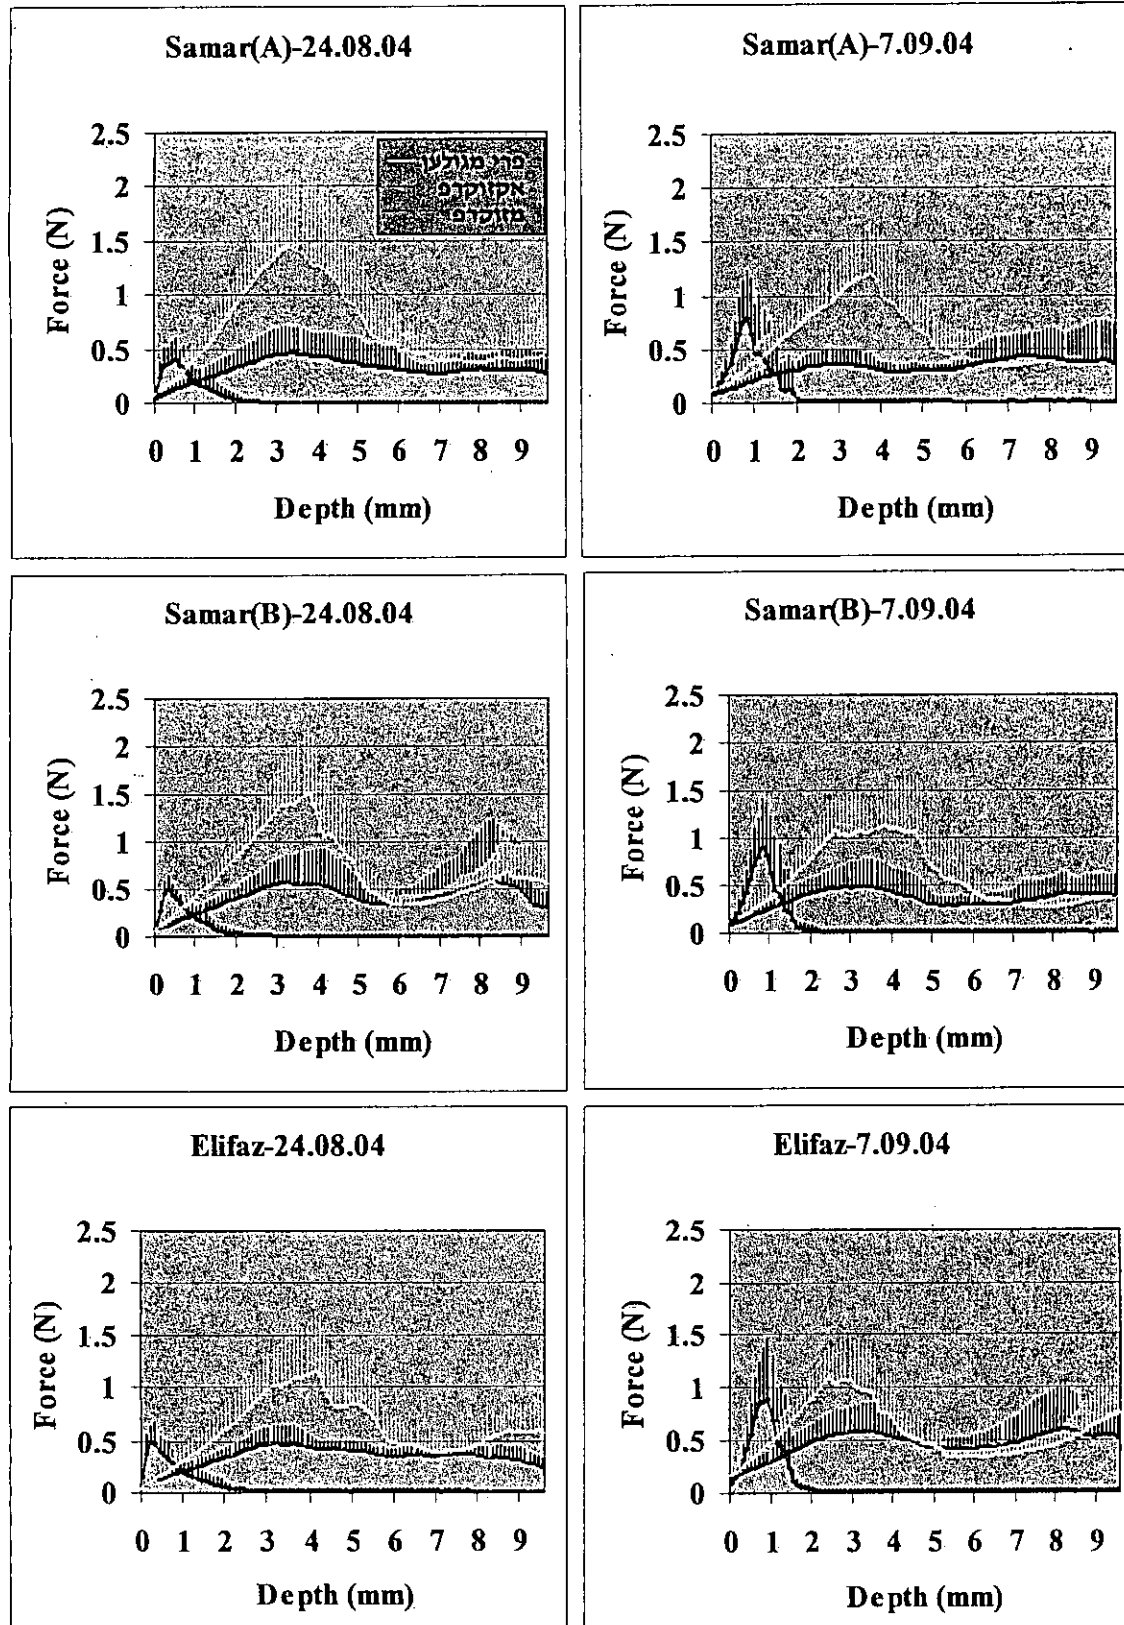 Samar(A)-24.08.04
2.5
2
1.5
1
0.5
0
Force (N)
פרי מגולען
אקזוקרפ
מזוקרפ
0 1 2 3 4 5 6 7 8 9
Depth (mm)
Samar(A)-7.09.04
2.5
2
1.5
1
0.5
0
Force (N)
0 1 2 3 4 5 6 7 8 9
Depth (mm)
Samar(B)-24.08.04
2.5
2
1.5
1
0.5
0
Force (N)
0 1 2 3 4 5 6 7 8 9
Depth (mm)
Samar(B)-7.09.04
2.5
2
1.5
1
0.5
0
Force (N)
0 1 2 3 4 5 6 7 8 9
Depth (mm)
Elifaz-24.08.04
2.5
2
1.5
1
0.5
0
Force (N)
0 1 2 3 4 5 6 7 8 9
Depth (mm)
Elifaz-7.09.04
2.5
2
1.5
1
0.5
0
Force (N)
0 1 2 3 4 5 6 7 8 9
Depth (mm)